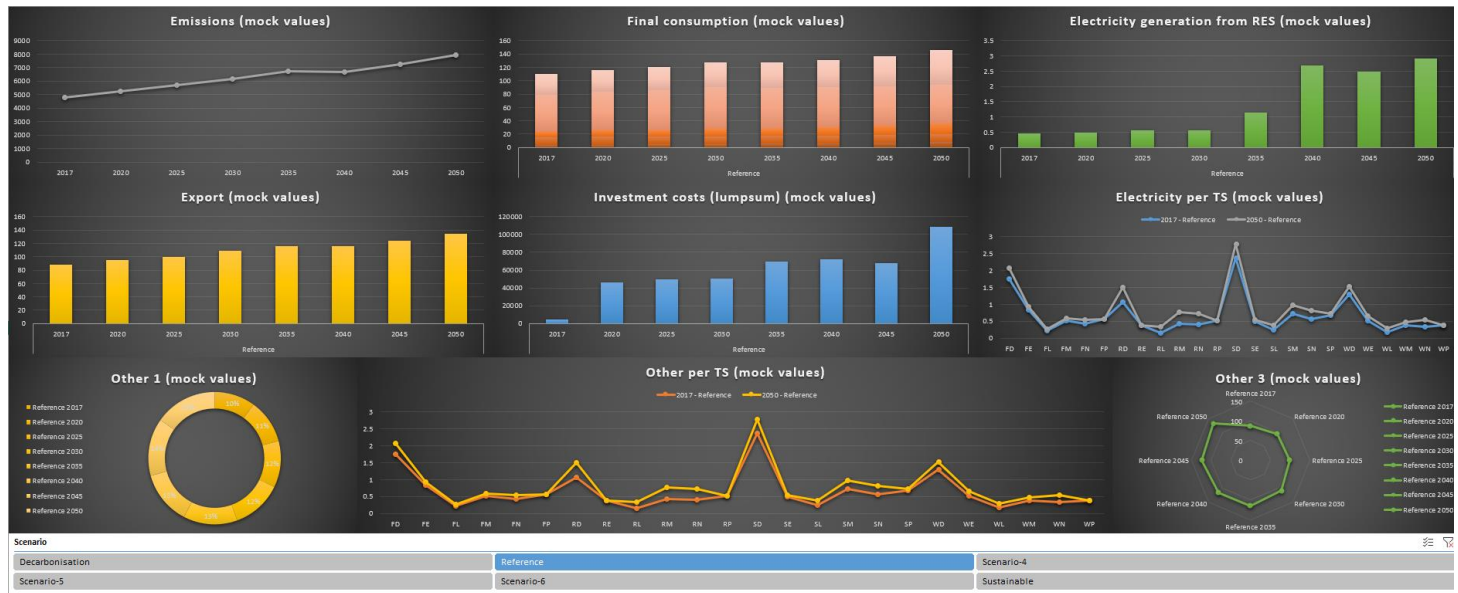 Emissions (mock values)
9000
8000
7000
6000
5000
4000
3000
2000
1000
0
2017 2020 2025 2030 2035 2040 2045 2050
Final consumption (mock values)
160
140
120
100
80
60
40
20
0
2017 2020 2025 2030 2035 2040 2045 2050
Reference
Electricity generation from RES (mock values)
3.5
3
2.5
2
1.5
1
0.5
0
2017 2020 2025 2030 2035 2040 2045 2050
Reference
Export (mock values)
160
140
120
100
80
60
40
20
0
2017 2020 2025 2030 2035 2040 2045 2050
Reference
Investment costs (lumpsum) (mock values)
120000
100000
80000
60000
40000
20000
0
2017 2020 2025 2030 2035 2040 2045 2050
Reference
Electricity per TS (mock values)
2017 - Reference 2050 - Reference
3
2.5
2
1.5
1
0.5
0
FD FE FL FM FN FP RD RE RL RM RN RP SD SE SL SM SN SP WD WE WL WM WN WP
Other 1 (mock values)
Reference 2017
Reference 2020
Reference 2025
Reference 2030
Reference 2035
Reference 2040
Reference 2045
Reference 2050
10%
11%
Other per TS (mock values)
2017 - Reference 2050 - Reference
3
2.5
2
1.5
1
0.5
0
FD FE FL FM FN FP RD RE RL RM RN RP SD SE SL SM SN SP WD WE WL WM WN WP
Other 3 (mock values)
Reference 2017
150
100
50
0
Reference 2020
Reference 2025
Reference 2030
Reference 2035
Reference 2040
Reference 2045
Reference 2050
Reference 2017
Reference 2020
Reference 2025
Reference 2030
Reference 2035
Reference 2040
Reference 2045
Reference 2050
Scenario
Decarbonisation Reference Scenario-4
Scenario-5 Scenario-6 Sustainable